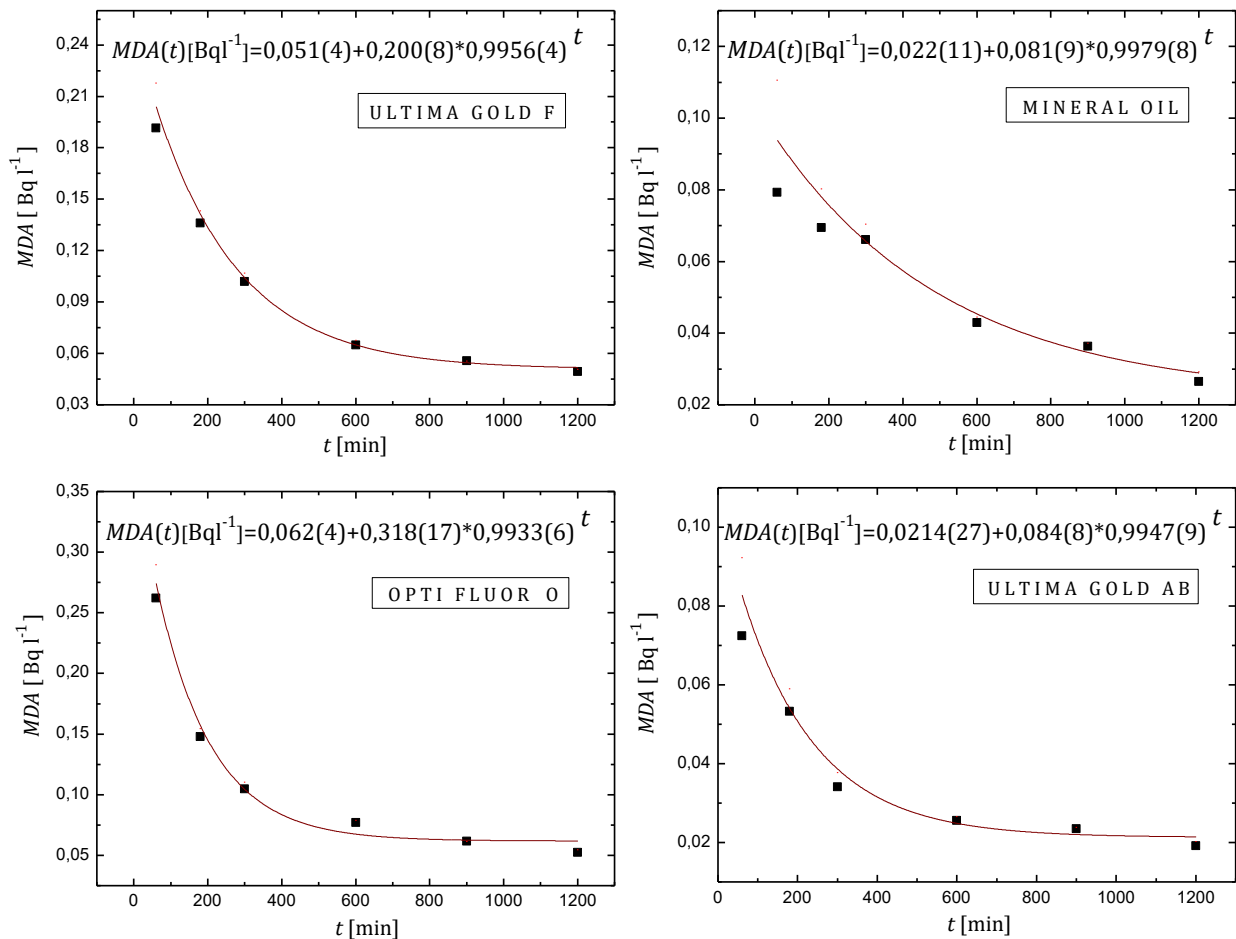 MDA(t)[Bql⁻¹]=0,051(4)+0,200(8)*0,9956(4)ᵗ
ULTIMA GOLD F
MDA [ Bq l⁻¹ ]
0,24
0,21
0,18
0,15
0,12
0,09
0,06
0,03
0 200 400 600 800 1000 1200
t [min]
MDA(t)[Bql⁻¹]=0,022(11)+0,081(9)*0,9979(8)ᵗ
MINERAL OIL
MDA [ Bq l⁻¹ ]
0,12
0,10
0,08
0,06
0,04
0,02
0 200 400 600 800 1000 1200
t [min]
MDA(t)[Bql⁻¹]=0,062(4)+0,318(17)*0,9933(6)ᵗ
OPTI FLUOR O
MDA [ Bq l⁻¹ ]
0,35
0,30
0,25
0,20
0,15
0,10
0,05
0 200 400 600 800 1000 1200
t [min]
MDA(t)[Bql⁻¹]=0,0214(27)+0,084(8)*0,9947(9)ᵗ
ULTIMA GOLD AB
MDA [ Bq l⁻¹ ]
0,10
0,08
0,06
0,04
0,02
0 200 400 600 800 1000 1200
t [min]